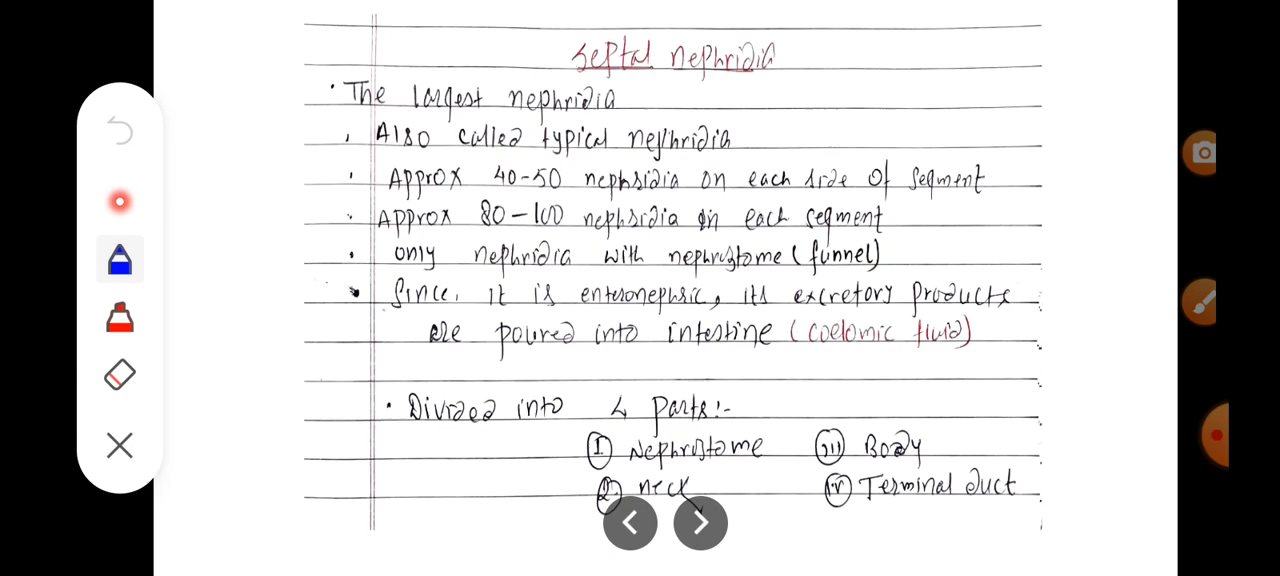 Septal nephridia
· The largest nephridia
· Also called typical nephridia
· Approx 40-50 nephridia on each side of segment
· Approx 80-100 nephridia in each segment
· only nephridia with nephrostome (funnel)
· Since, it is enteronephric, its excretory products
are poured into intestine (coelomic fluid)
· Divided into 4 parts:-
(I) Nephrostome (iii) Body
(2) neck (iv) Terminal duct